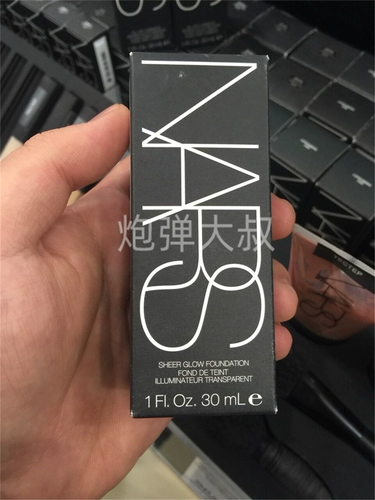 NARS
炮弹大叔
SHEER GLOW FOUNDATION
FOND DE TEINT
ILLUMINATEUR TRANSPARENT
1 Fl. Oz. 30 mL e